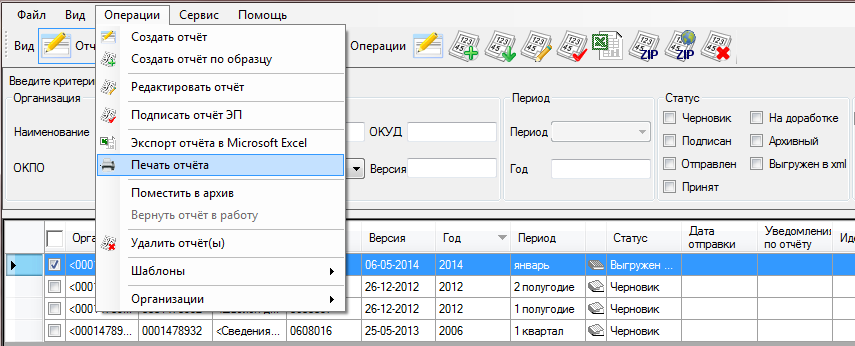 Файл Вид Операции Сервис Помощь
Вид Отч Операции
Создать отчёт
Создать отчёт по образцу
Редактировать отчёт
Подписать отчёт ЭП
Экспорт отчёта в Microsoft Excel
Печать отчёта
Поместить в архив
Вернуть отчёт в работу
Удалить отчёт(ы)
Шаблоны
Организации
ZIP ZIP
Введите критери
Организация
Наименование ОКУД
ОКПО Версия
Период
Период
Год
Статус
Черновик На доработке
Подписан Архивный
Отправлен Выгружен в xml
Принят
Орга Версия Год Период Статус Дата отправки Уведомления по отчёту Иде
<0001 06-05-2014 2014 январь Выгружен ...
<0001 26-12-2012 2012 2 полугодие Черновик
26-12-2012 2012 1 полугодие Черновик
<00014789... 0001478932 <Сведения... 0608016 25-05-2013 2006 1 квартал Черновик